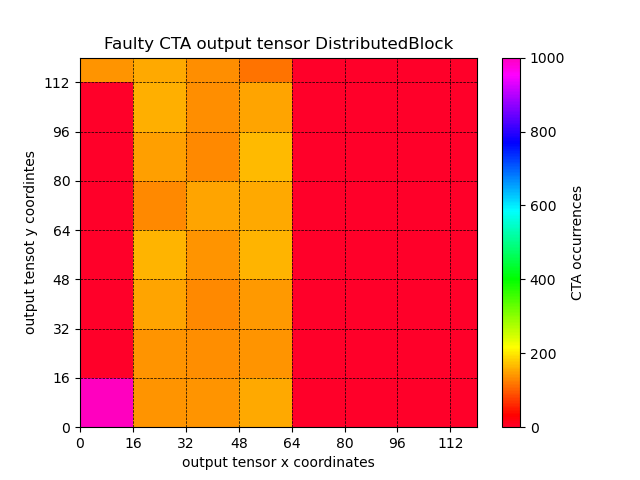 Faulty CTA output tensor DistributedBlock
output tensot y coordintes
112
96
80
64
48
32
16
0
0 16 32 48 64 80 96 112
output tensor x coordinates
1000
800
600
400
200
0
CTA occurrences